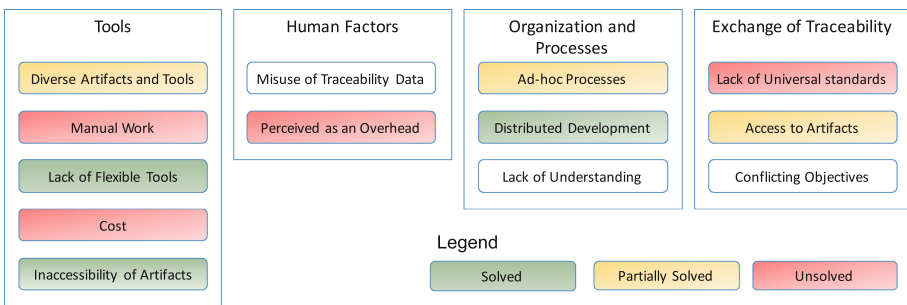 Tools
Diverse Artifacts and Tools
Manual Work
Lack of Flexible Tools
Cost
Inaccessibility of Artifacts
Human Factors
Misuse of Traceability Data
Perceived as an Overhead
Organization and
Processes
Ad-hoc Processes
Distributed Development
Lack of Understanding
Exchange of Traceability
Lack of Universal standards
Access to Artifacts
Conflicting Objectives
Legend
Solved
Partially Solved
Unsolved